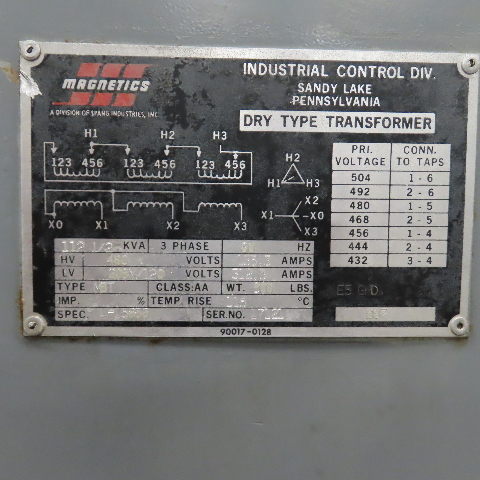 MAGNETICS
A DIVISION OF SPANG INDUSTRIES, INC.
INDUSTRIAL CONTROL DIV.
SANDY LAKE
PENNSYLVANIA
DRY TYPE TRANSFORMER
H1 H2 H3
123 456 123 456 123 456
X0 X1 X2 X3
H2
H1 H3
X2
X1 X0
X3
PRI. VOLTAGE CONN. TO TAPS
504 1-6
492 2-6
480 1-5
468 2-5
456 1-4
444 2-4
432 3-4
KVA 3 PHASE HZ
HV 480 VOLTS AMPS
LV VOLTS AMPS
TYPE CLASS:AA WT. LBS.
IMP. % TEMP. RISE °C
SPEC. SER.NO.
90017-0128